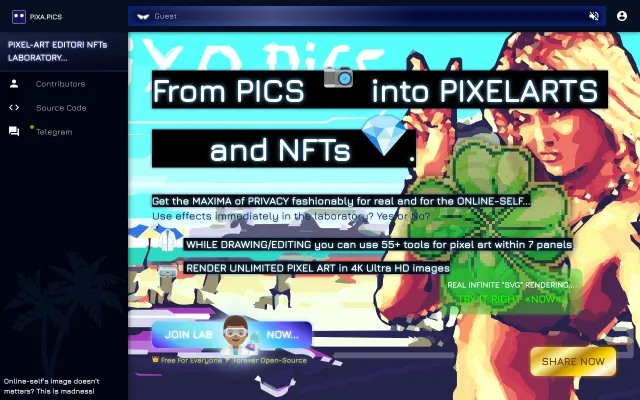 PIXA.PICS
Guest
PIXEL-ART EDITOR! NFTs
LABORATORY...
Contributors
Source Code
Telegram
pixa.pics
From PICS into PIXELARTS
and NFTs .
Get the MAXIMA of PRIVACY fashionably for real and for the ONLINE-SELF...
Use effects immediately in the laboratory? Yes or No?
WHILE DRAWING/EDITING you can use 55+ tools for pixel art within 7 panels
RENDER UNLIMITED PIXEL ART in 4K Ultra HD images
REAL INFINITE "SVG" RENDERING...
TRY IT RIGHT «NOW»
JOIN LAB NOW...
Free For Everyone Forever Open-Source
SHARE NOW
Online-self's image doesn't
matters? This is madness!